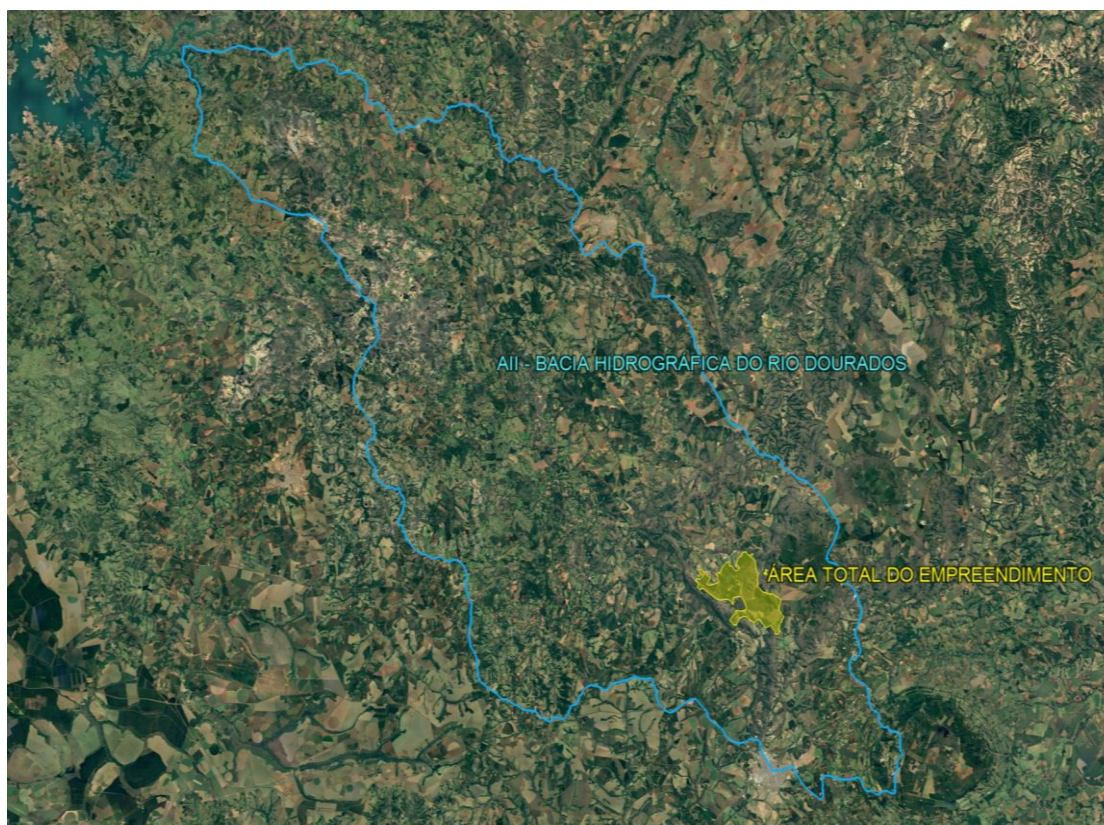 AII - BACIA HIDROGRÁFICA DO RIO DOURADOS
ÁREA TOTAL DO EMPREENDIMENTO